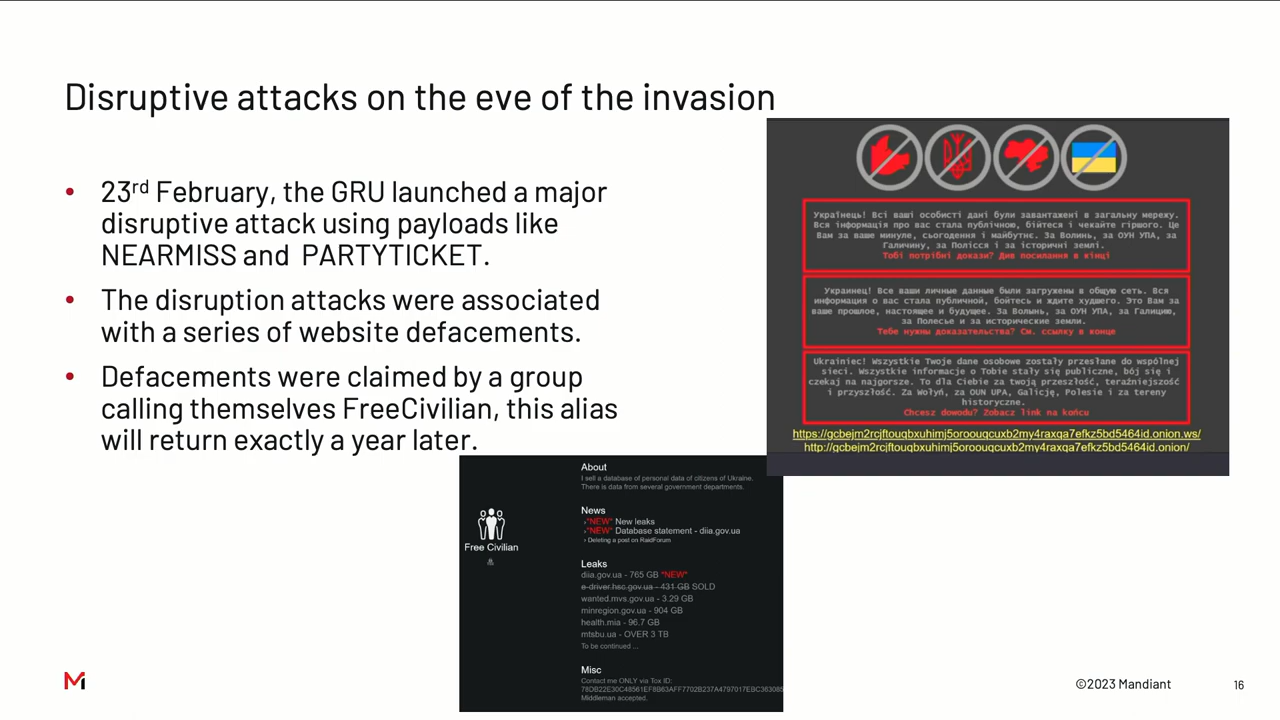 Disruptive attacks on the eve of the invasion
• 23rd February, the GRU launched a major
disruptive attack using payloads like
NEARMISS and PARTYTICKET.
• The disruption attacks were associated
with a series of website defacements.
• Defacements were claimed by a group
calling themselves FreeCivilian, this alias
will return exactly a year later.
Українець! Всі ваші особисті дані були завантажені в загальну мережу.
Вся інформація про вас стала публічною, бійтеся і чекайте гіршого. Це
Вам за ваше минуле, сьогодення і майбутнє. За Волинь, за ОУН УПА, за
Галичину, за Полісся і за історичні землі.
Тобі потрібні докази? Див посилання в кінці
Украинец! Все ваши личные данные были загружены в общую сеть. Вся
информация о вас стала публичной, бойтесь и ждите худшего. Это Вам за
ваше прошлое, настоящее и будущее. За Волынь, за ОУН УПА, за Галицию,
за Полесье и за исторические земли.
Тебе нужны доказательства? См. ссылку в конце
Ukrainiec! Wszystkie Twoje dane osobowe zostały przesłane do wspólnej
sieci. Wszystkie informacje o Tobie stały się publiczne, bój się i
czekaj na najgorsze. To dla Ciebie za twoją przeszłość, teraźniejszość
i przyszłość. Za Wołyń, za OUN UPA, Galicję, Polesie i za tereny
historyczne.
Chcesz dowodu? Zobacz link na końcu
https://gcbejm2rcjftouqbxuhimj5oroouqcuxb2my4raxqa7efkz5bd5464id.onion.ws/
http://gcbejm2rcjftouqbxuhimj5oroouqcuxb2my4raxqa7efkz5bd5464id.onion/
Free Civilian
About
I sell a database of personal data of citizens of Ukraine.
There is data from several government departments.
News
› *NEW* New leaks
› *NEW* Database statement - diia.gov.ua
› Deleting a post on RaidForum
Leaks
diia.gov.ua - 765 GB *NEW*
e-driver.hsc.gov.ua - 431 GB SOLD
wanted.mvs.gov.ua - 3.29 GB
minregion.gov.ua - 904 GB
health.mia - 96.7 GB
mtsbu.ua - OVER 3 TB
To be continued ...
Misc
Contact me ONLY via Tox ID:
Middleman accepted.
M
©2023 Mandiant
16